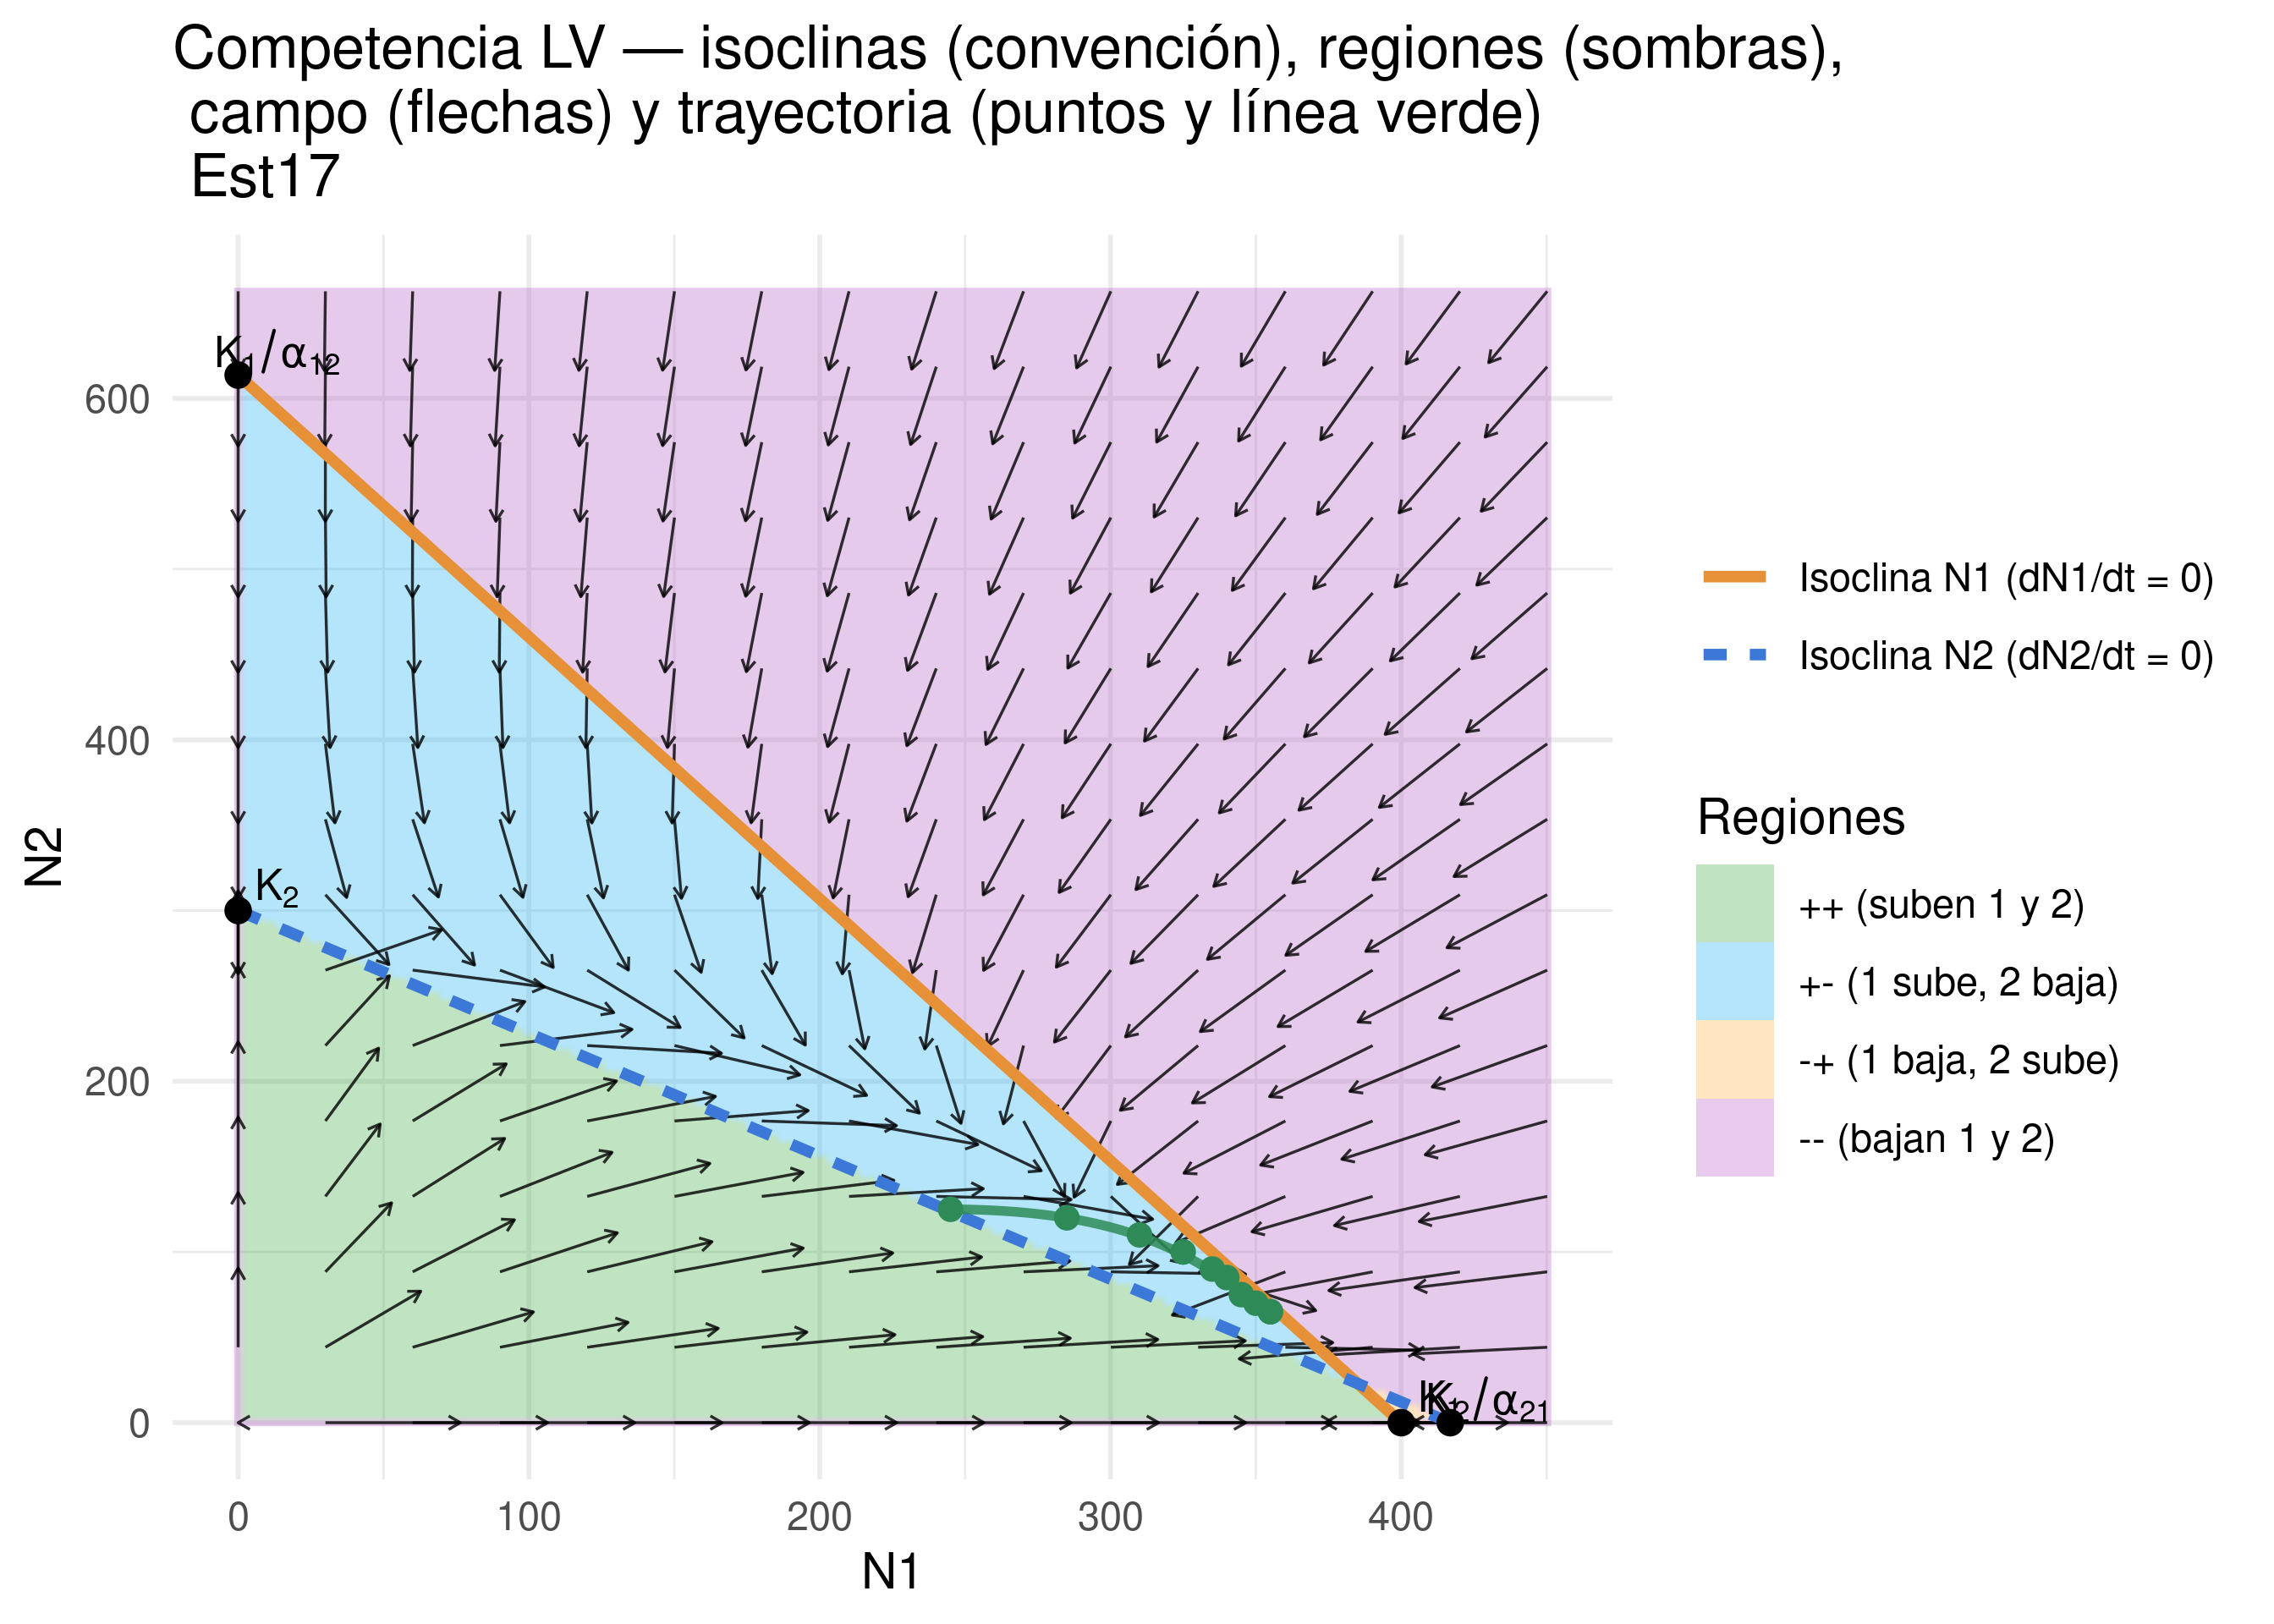 Competencia LV — isoclinas (convención), regiones (sombras),
campo (flechas) y trayectoria (puntos y línea verde)
Est17
K₁/α₁₂
600
400
K₂
200
0
K₁
K₂/α₂₁
0
100
200
300
400
N1
N2
Isoclina N1 (dN1/dt = 0)
Isoclina N2 (dN2/dt = 0)
Regiones
++ (suben 1 y 2)
+- (1 sube, 2 baja)
-+ (1 baja, 2 sube)
-- (bajan 1 y 2)